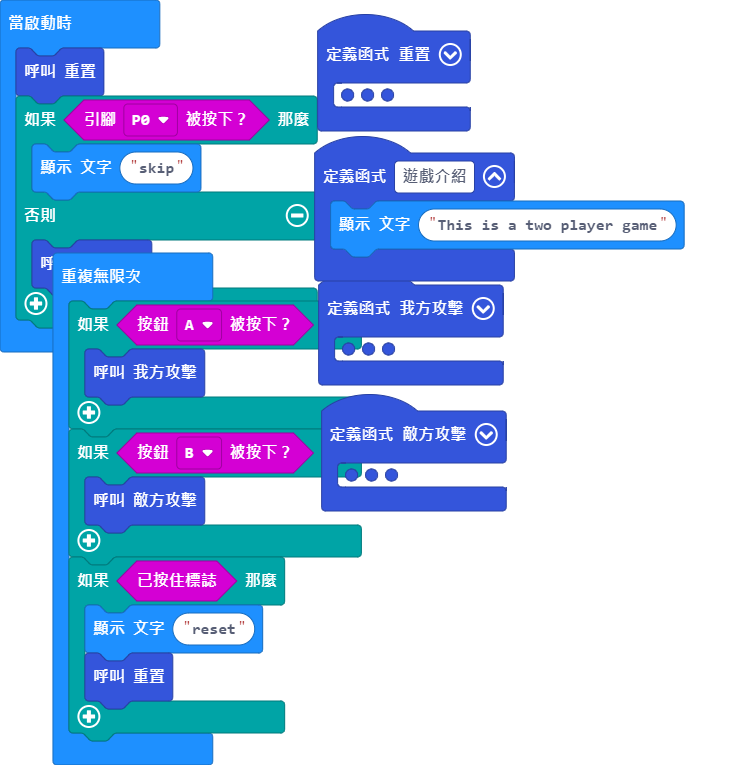 當啟動時
呼叫 重置
如果 引腳 P0 被按下？ 那麼
顯示 文字 "skip"
否則
呼
重複無限次
如果 按鈕 A 被按下？
呼叫 我方攻擊
如果 按鈕 B 被按下？
呼叫 敵方攻擊
如果 已按住標誌 那麼
顯示 文字 "reset"
呼叫 重置
定義函式 重置
定義函式 遊戲介紹
顯示 文字 "This is a two player game"
定義函式 我方攻擊
定義函式 敵方攻擊